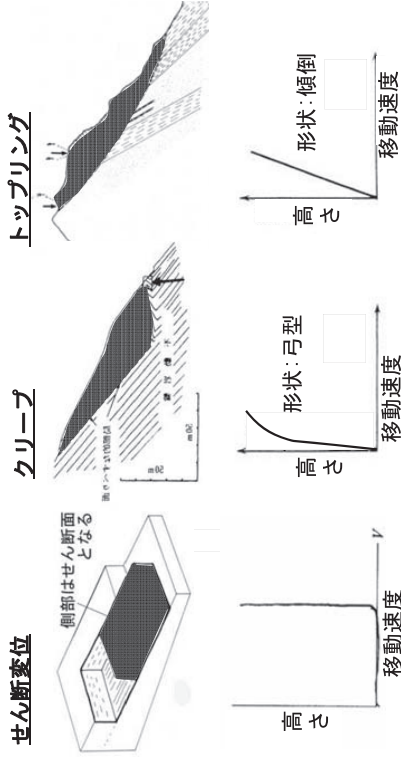 せん断変位
側部はせん断面
となる
高さ
V
移動速度
クリープ
50 m
50 m
高さ
形状：弓型
移動速度
トップリング
高さ
形状：傾倒
移動速度